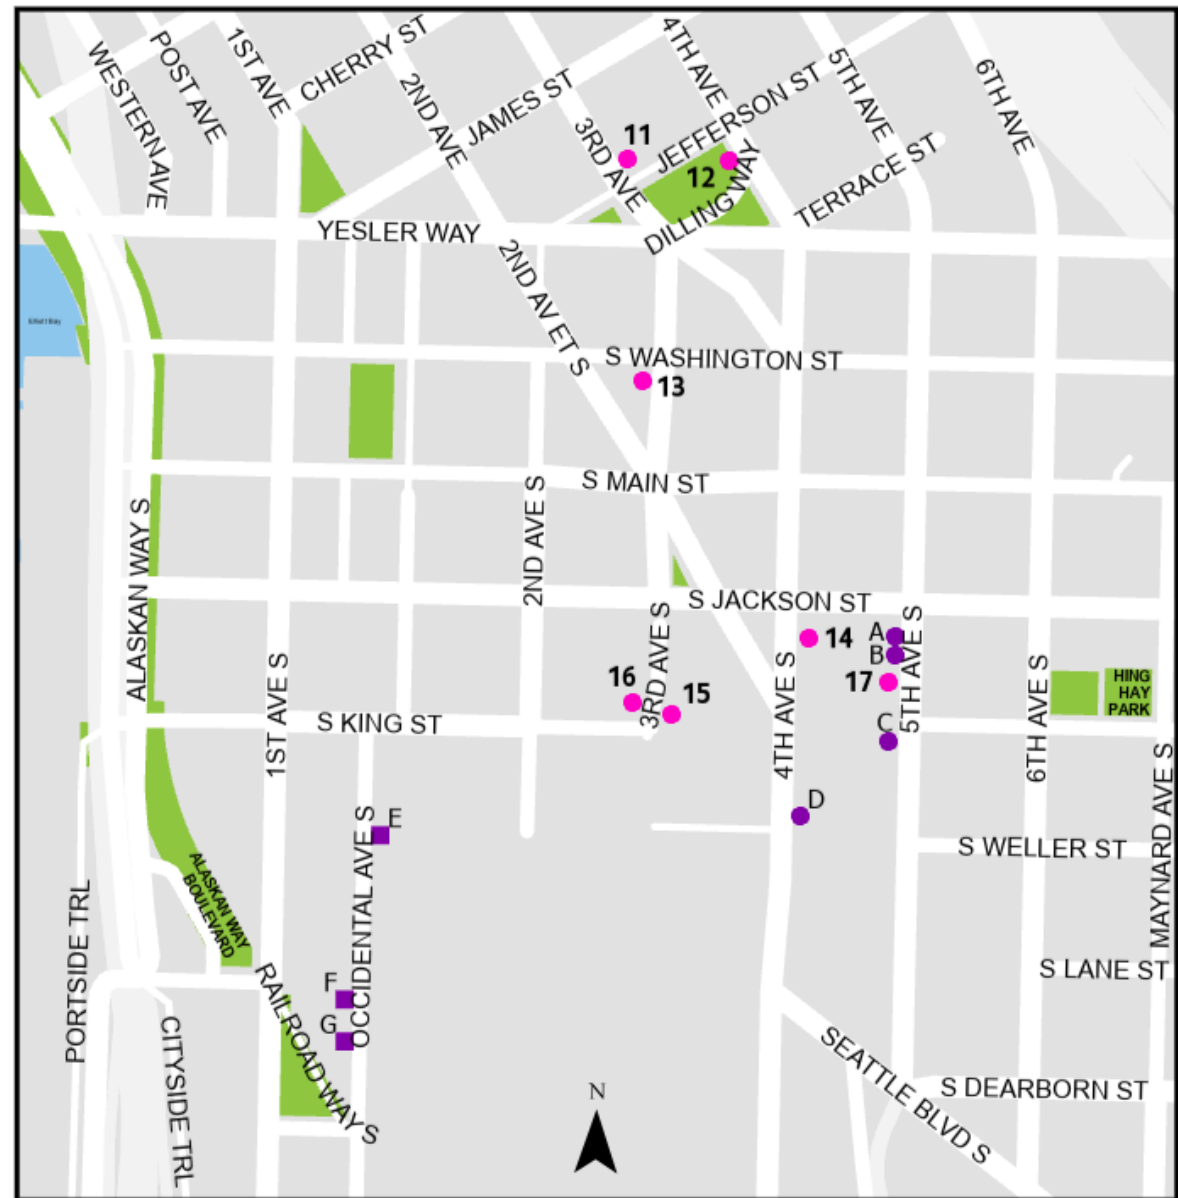 WESTERN AVE
POST AVE
1ST AVE
CHERRY ST
2ND AVE
JAMES ST
3RD AVE
4TH AVE
JEFFERSON ST
5TH AVE
6TH AVE
11
12
DILLING WAY
TERRACE ST
YESLER WAY
2ND AV ET S
Elliott Bay
S WASHINGTON ST
13
S MAIN ST
ALASKAN WAY S
2ND AVE S
S JACKSON ST
14
A
B
17
5TH AVE S
16
3RD AVE S
15
HING
HAY
PARK
1ST AVE S
S KING ST
4TH AVE S
C
6TH AVE S
D
E
OCCIDENTAL AVE S
S WELLER ST
MAYNARD AVE S
ALASKAN WAY
BOULEVARD
PORTSIDE TRL
F
G
RAILROAD WAY S
S LANE ST
CITYSIDE TRL
SEATTLE BLVD S
S DEARBORN ST
N